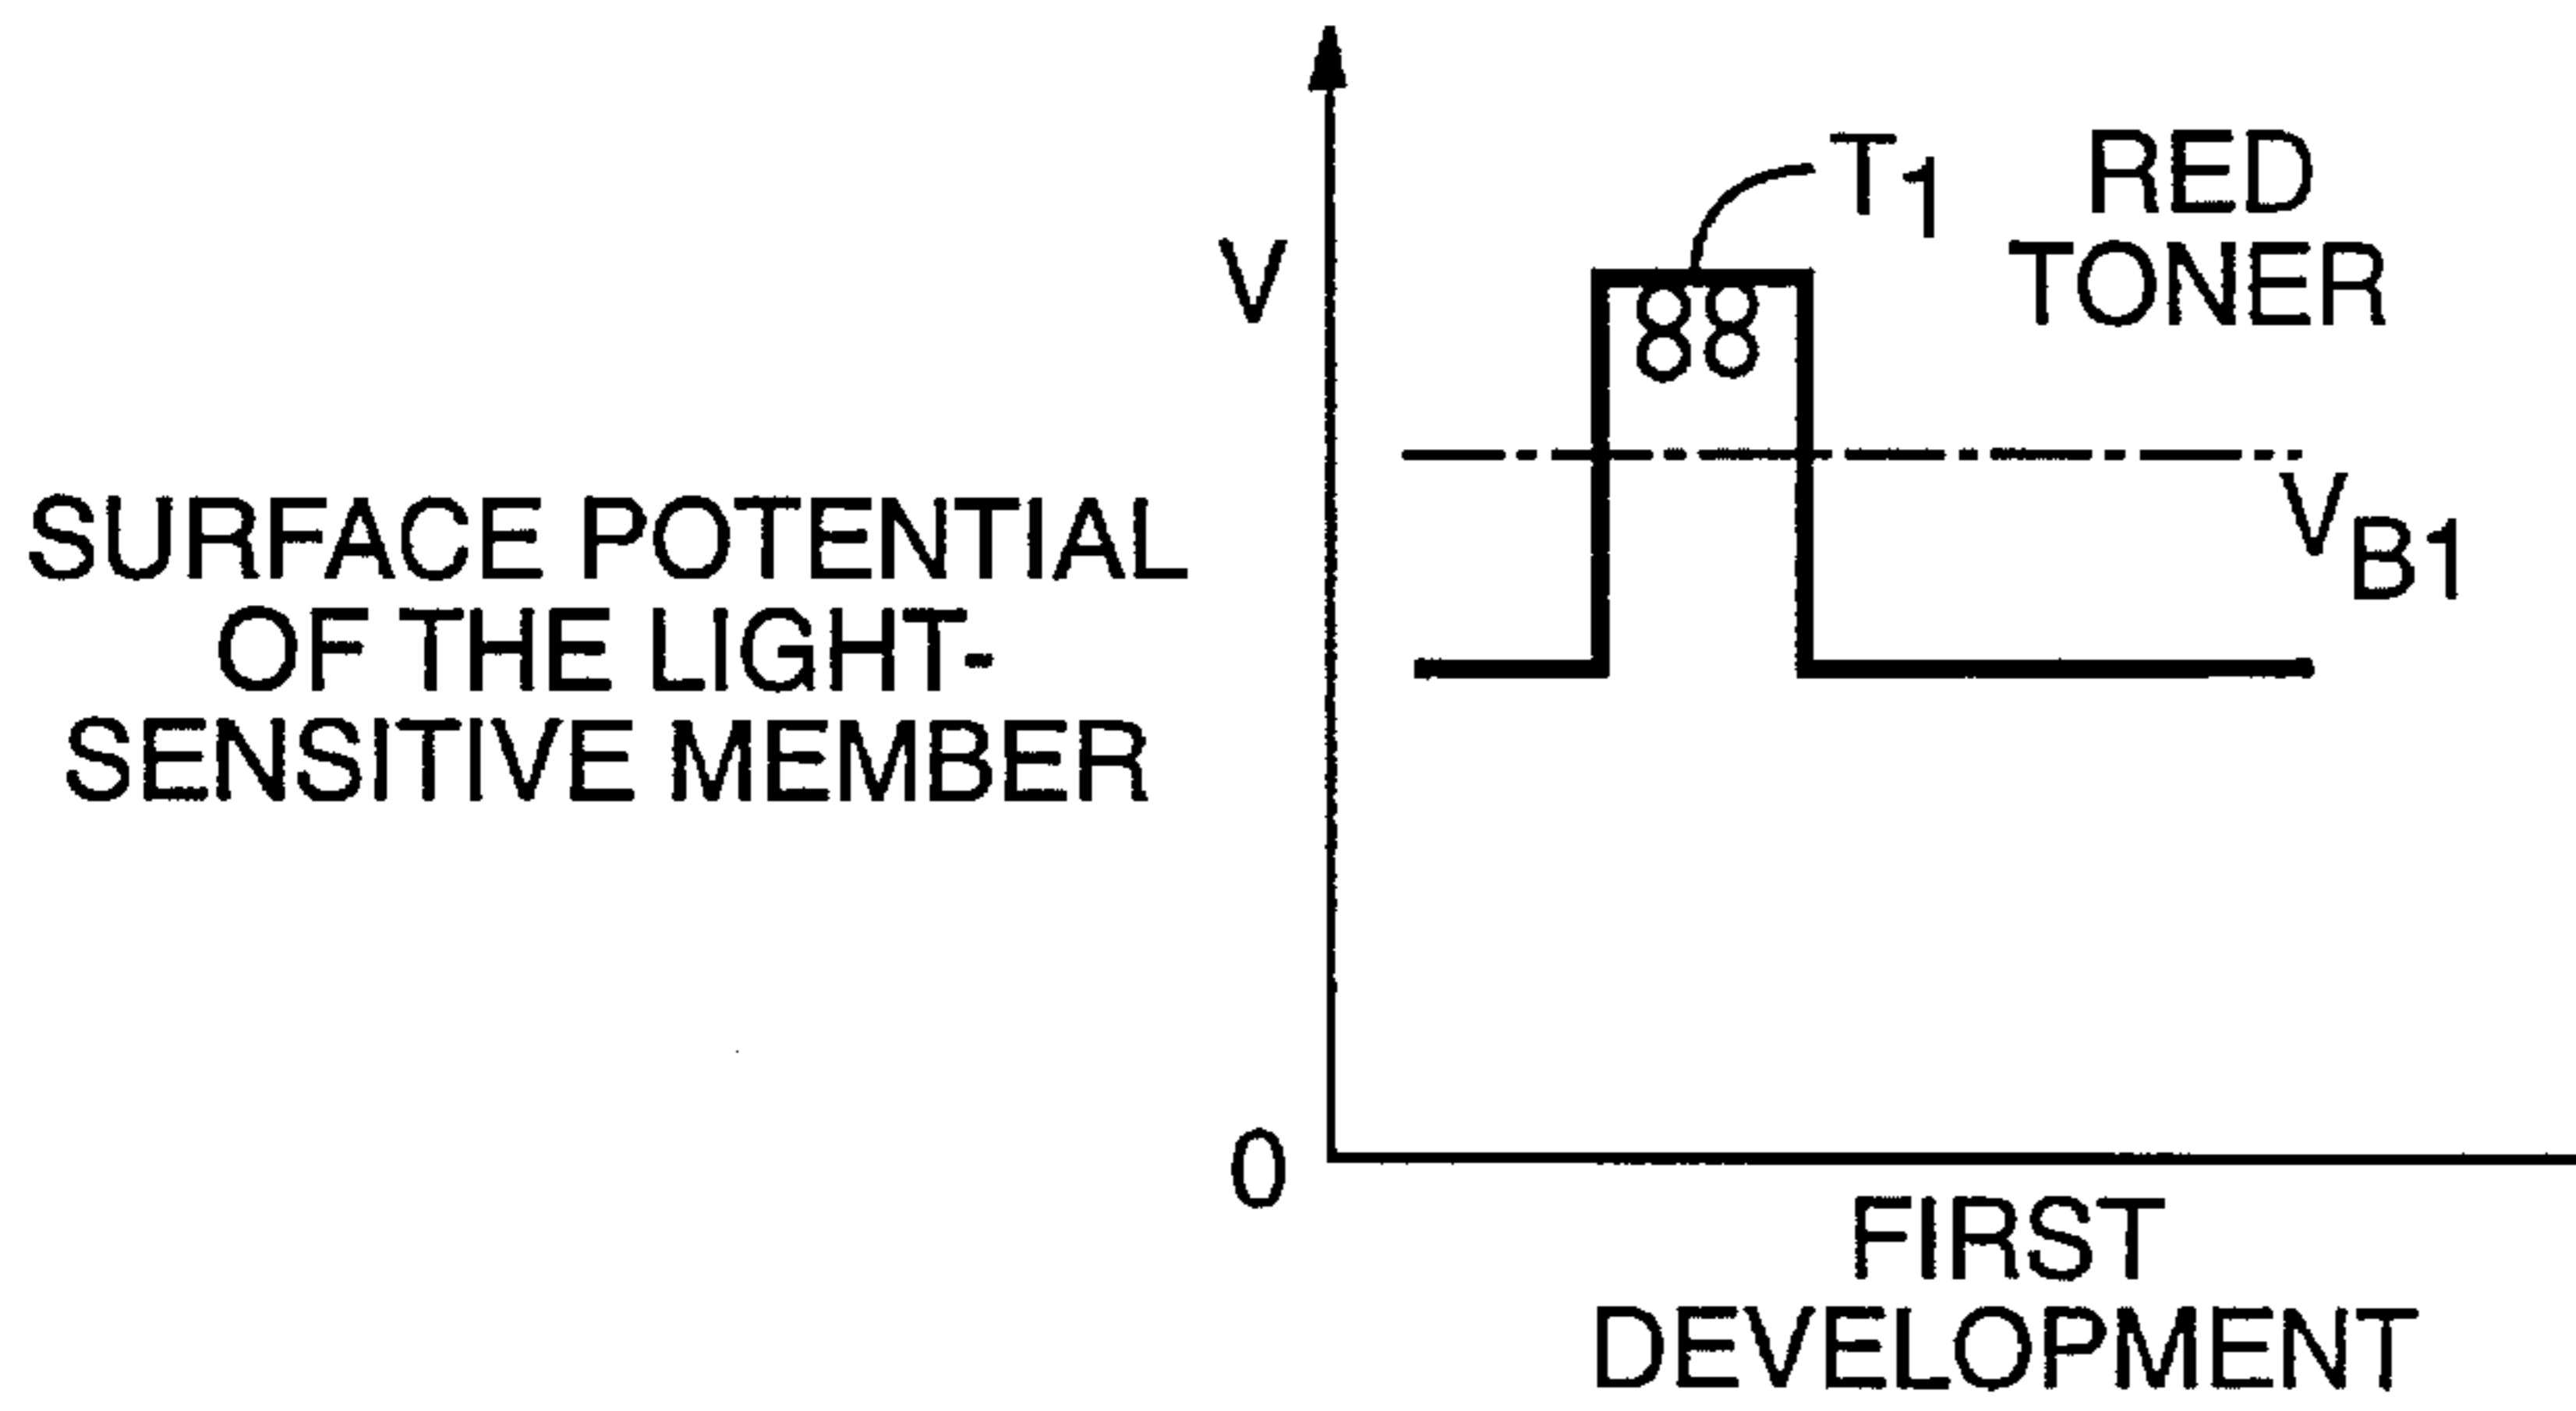 T1 RED
TONER
V
VB1
SURFACE POTENTIAL
OF THE LIGHT-
SENSITIVE MEMBER
0
FIRST
DEVELOPMENT